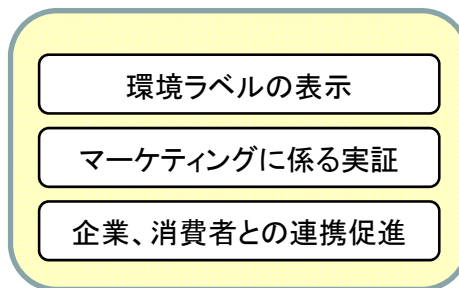 環境ラベルの表示
マーケティングに係る実証
企業、消費者との連携促進